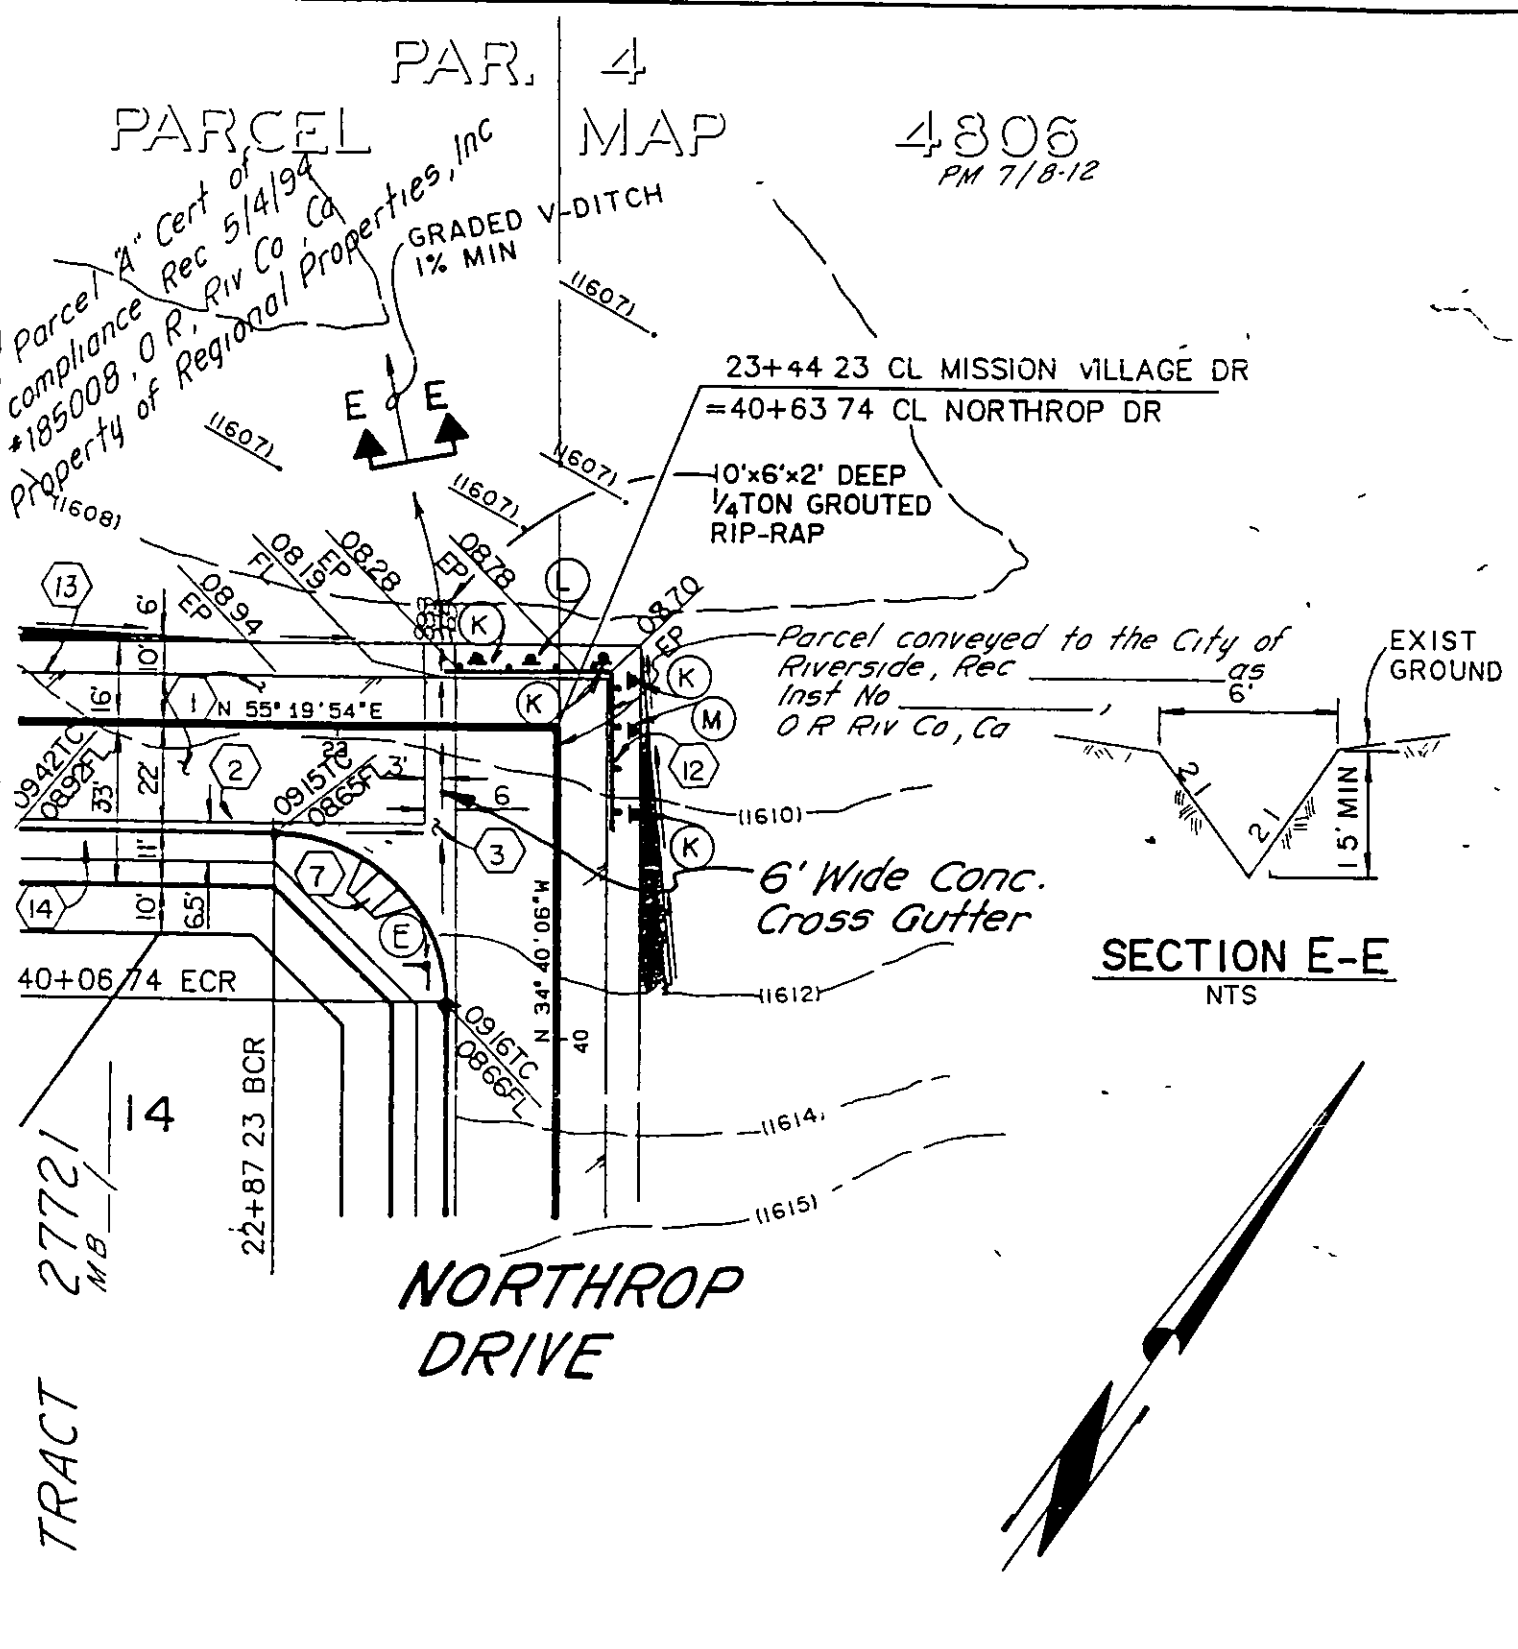 PAR. 4
PARCEL MAP 4806
PM 7/8-12
Parcel "A" Cert of
compliance Rec 5/4/94
#185008, O R, Riv Co, Ca
Property of Regional Properties, Inc
GRADED V-DITCH
1% MIN
(1607)
E E
23+44 23 CL MISSION VILLAGE DR
=40+63 74 CL NORTHROP DR
(1607)
(1607)
(1607)
10'x6'x2' DEEP
1/4 TON GROUTED
RIP-RAP
(1608)
13
6'
0894
EP
0819
FL
0828
EP
0878
EP
L
K
0870
EP
Parcel conveyed to the City of
Riverside, Rec ____________ as
Inst No ____________ ,
O R Riv Co, Ca
10'
16'
1
N 55° 19' 54" E
K
K
M
12
23
0942TC
0892FL
33'
22'
2
0915TC
0865FL
3'
6
(1610)
K
3
11'
7
14
10'
6.5'
E
6' Wide Conc.
Cross Gutter
N 34° 40' 06" W
40
(1612)
40+06 74 ECR
0916TC
0866FL
22+87 23 BCR
14
(1614)
(1615)
TRACT 27721
MB __/__
NORTHROP
DRIVE
EXIST
GROUND
6'
2 1
2 1
1 5' MIN
SECTION E-E
NTS